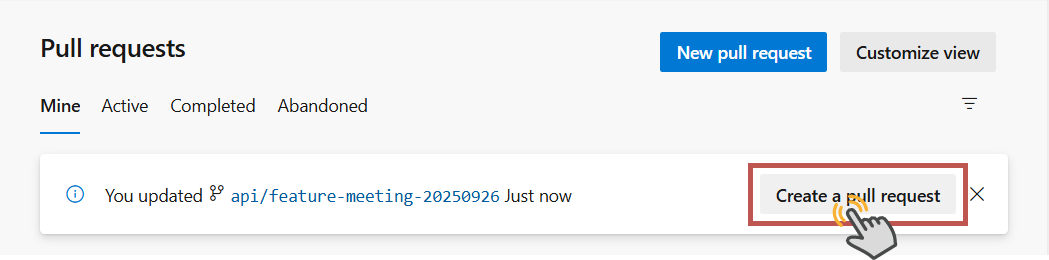 Pull requests
New pull request
Customize view
Mine Active Completed Abandoned
You updated api/feature-meeting-20250926 Just now
Create a pull request